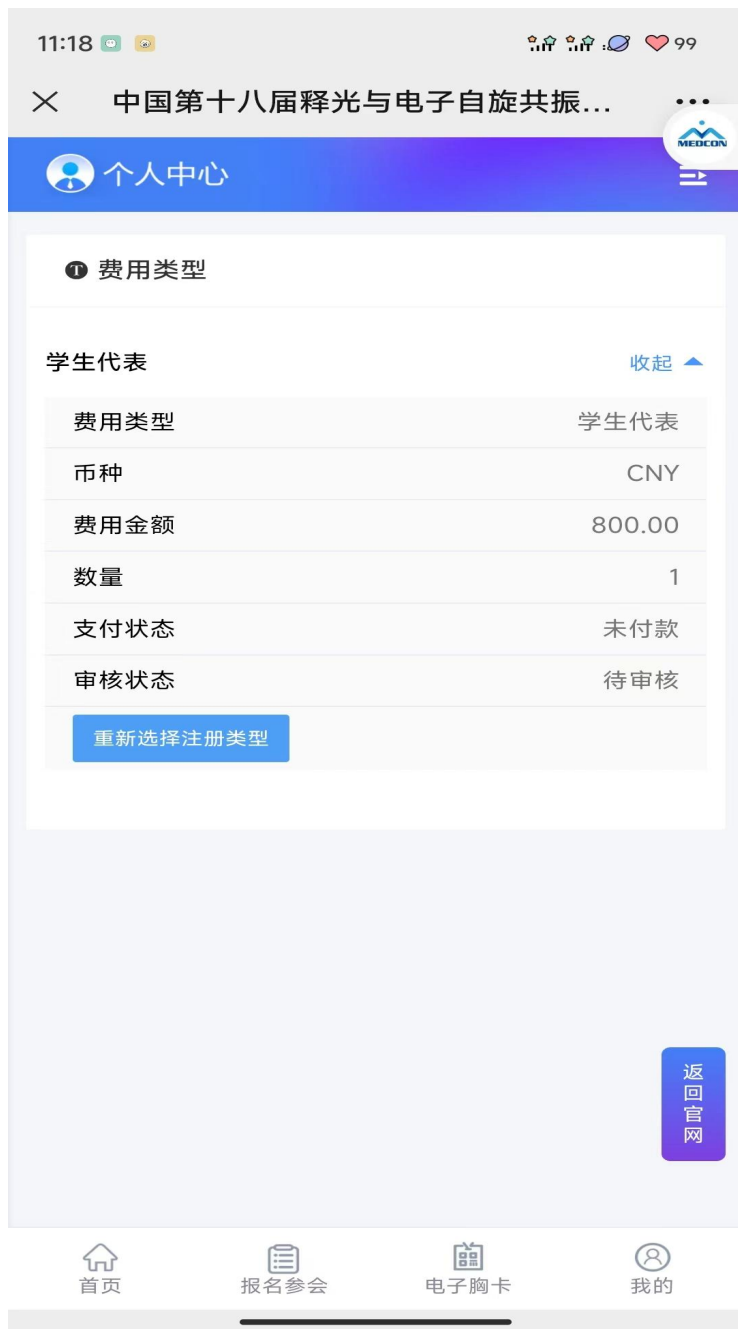 11:18
99
中国第十八届释光与电子自旋共振...
MEDCON
个人中心
T 费用类型
学生代表 收起
费用类型 学生代表
币种 CNY
费用金额 800.00
数量 1
支付状态 未付款
审核状态 待审核
重新选择注册类型
返回官网
首页 报名参会 电子胸卡 我的